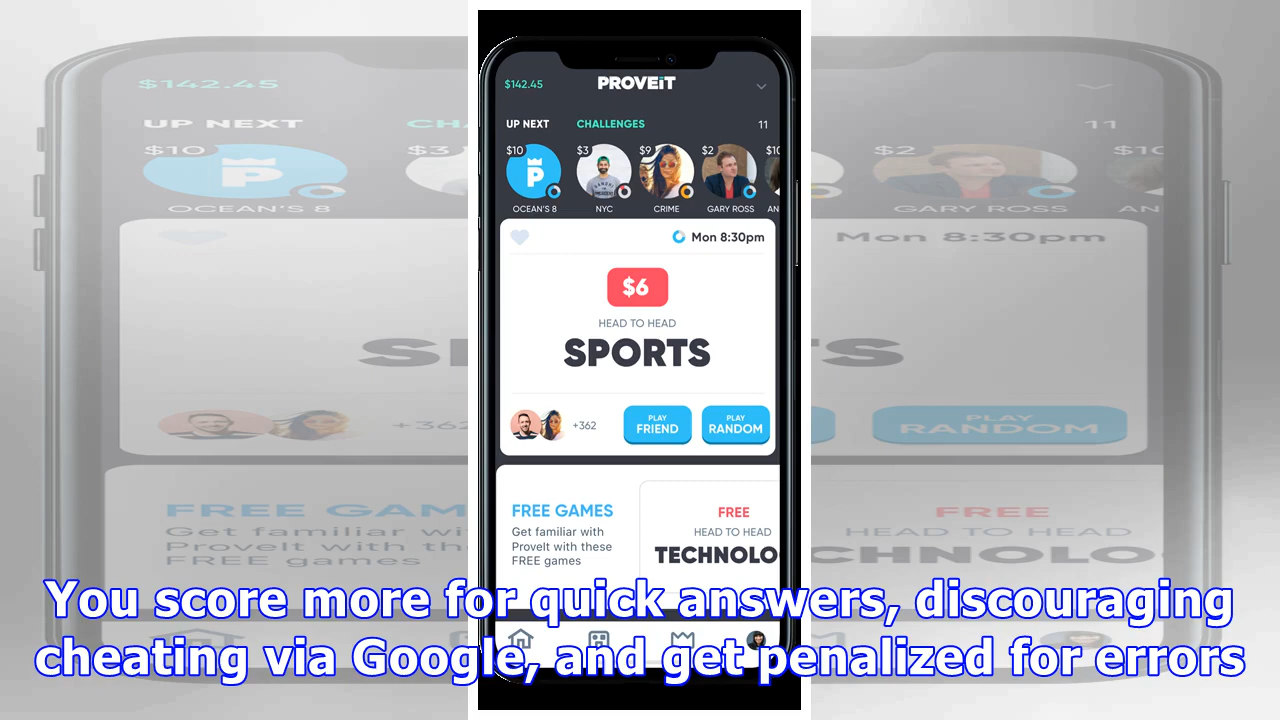 $142.45
PROVEiT
UP NEXT CHALLENGES 11
$10 $3 $9 $2 $10
OCEAN'S 8 NYC CRIME GARY ROSS AN
Mon 8:30pm
$6
HEAD TO HEAD
SPORTS
+362
PLAY FRIEND
PLAY RANDOM
FREE GAMES
Get familiar with
ProveIt with these
FREE games
FREE
HEAD TO HEAD
TECHNOLO
You score more for quick answers, discouraging
cheating via Google, and get penalized for errors